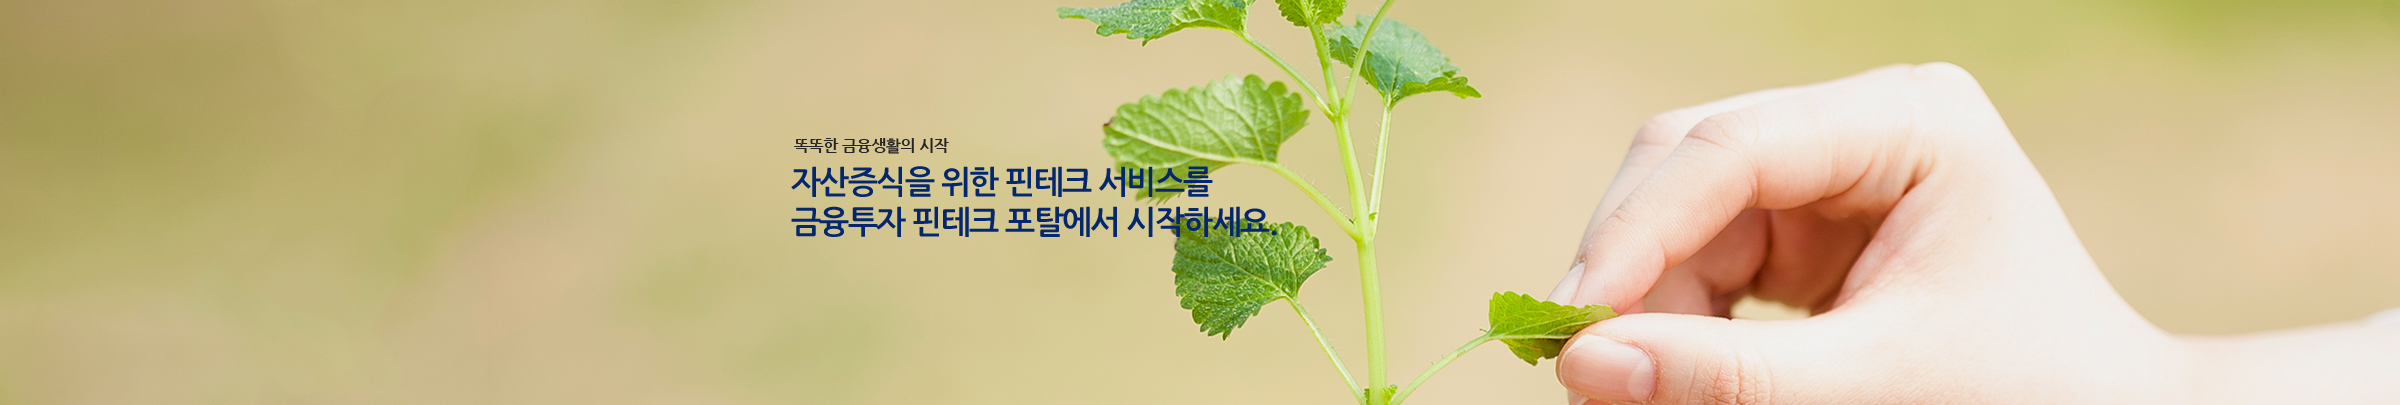 똑똑한 금융생활의 시작
자산증식을 위한 핀테크 서비스를
금융투자 핀테크 포탈에서 시작하세요.